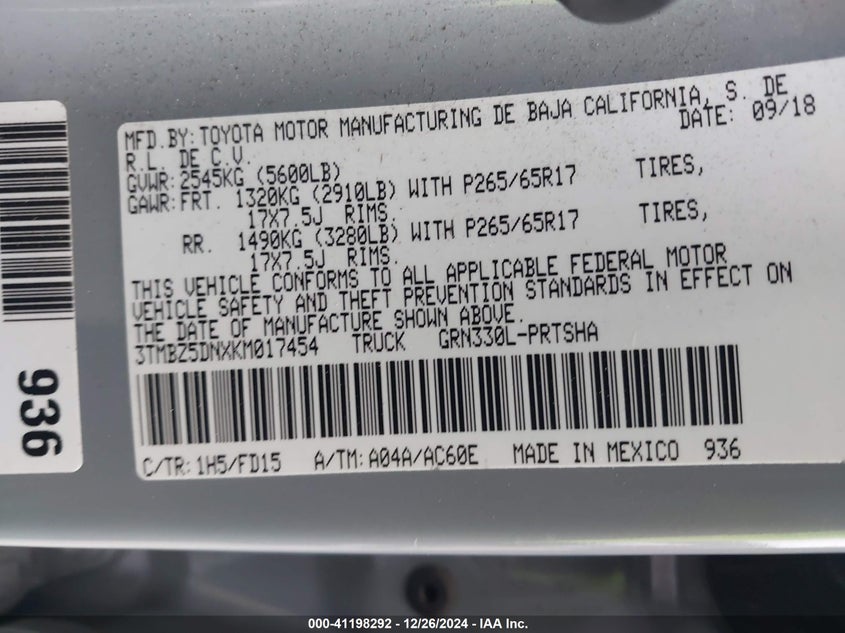 MFD.BY:TOYOTA MOTOR MANUFACTURING DE BAJA CALIFORNIA, S. DE
R.L. DE C.V. DATE: 09/18
GVWR:2545KG (5600LB)
GAWR:FRT. 1320KG (2910LB) WITH P265/65R17 TIRES,
17X7.5J RIMS.
RR. 1490KG (3280LB) WITH P265/65R17 TIRES,
17X7.5J RIMS.
THIS VEHICLE CONFORMS TO ALL APPLICABLE FEDERAL MOTOR
VEHICLE SAFETY AND THEFT PREVENTION STANDARDS IN EFFECT ON
THE DATE OF MANUFACTURE SHOWN ABOVE.
3TMBZ5DNXKM017454 TRUCK GRN330L-PRTSHA
C/TR:1H5/FD15 A/TM:A04A/AC60E MADE IN MEXICO 936
936
000-41198292 - 12/26/2024 - IAA Inc.